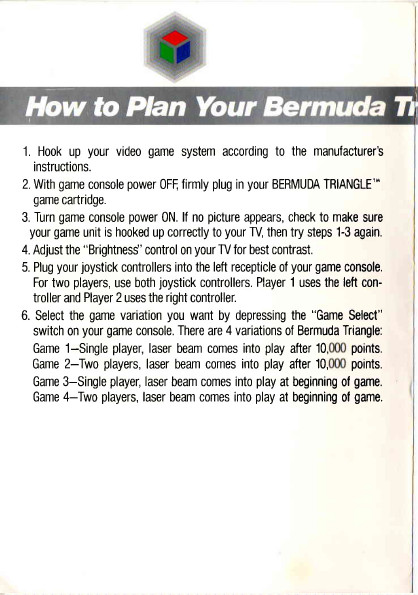 How to Plan Your Bermuda Tr
1. Hook up your video game system according to the manufacturer's
instructions.
2. With game console power OFF, firmly plug in your BERMUDA TRIANGLE™
game cartridge.
3. Turn game console power ON. If no picture appears, check to make sure
your game unit is hooked up correctly to your TV, then try steps 1-3 again.
4. Adjust the "Brightness" control on your TV for best contrast.
5. Plug your joystick controllers into the left recepticle of your game console.
For two players, use both joystick controllers. Player 1 uses the left con-
troller and Player 2 uses the right controller.
6. Select the game variation you want by depressing the "Game Select"
switch on your game console. There are 4 variations of Bermuda Triangle:
Game 1—Single player, laser beam comes into play after 10,000 points.
Game 2—Two players, laser beam comes into play after 10,000 points.
Game 3—Single player, laser beam comes into play at beginning of game.
Game 4—Two players, laser beam comes into play at beginning of game.